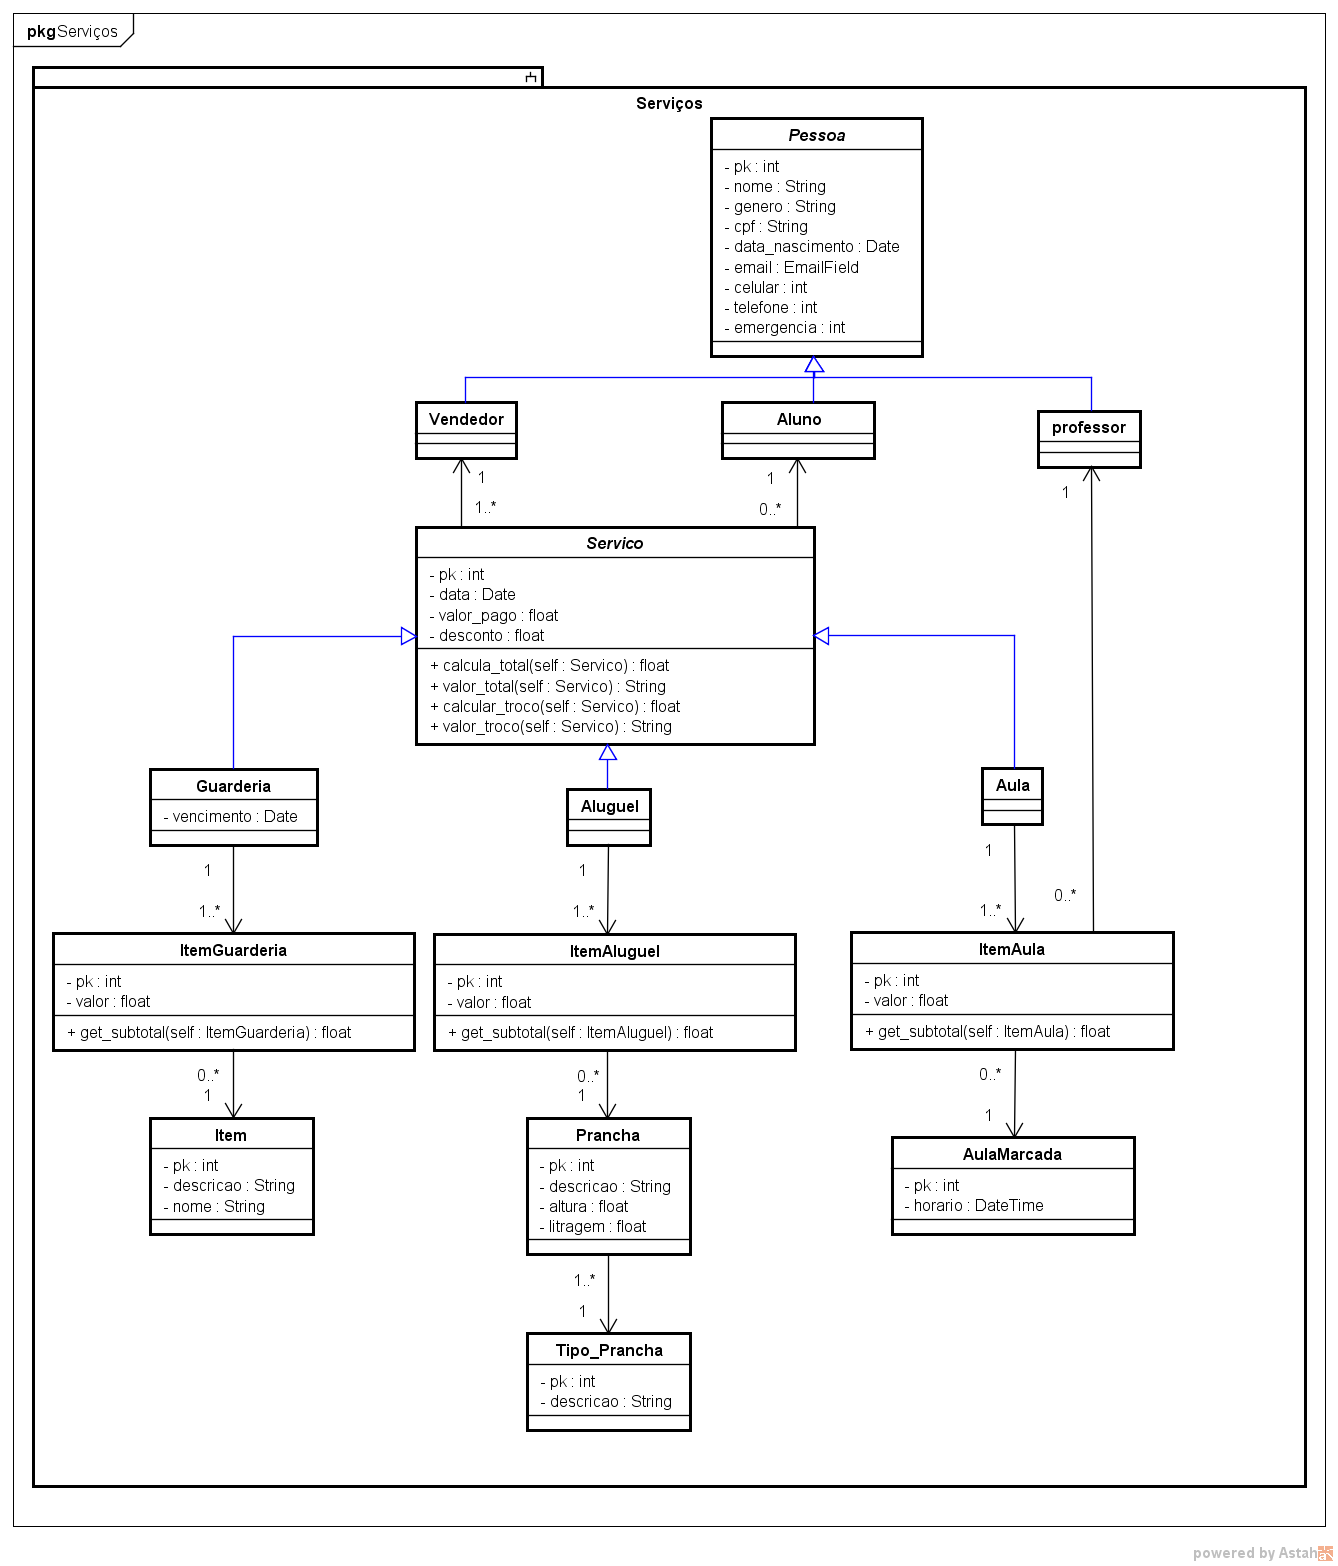 pkg Serviços
Serviços
Pessoa
- pk : int
- nome : String
- genero : String
- cpf : String
- data_nascimento : Date
- email : EmailField
- celular : int
- telefone : int
- emergencia : int
Vendedor
Aluno
professor
1
1
1
1..*
0..*
Servico
- pk : int
- data : Date
- valor_pago : float
- desconto : float
+ calcula_total(self : Servico) : float
+ valor_total(self : Servico) : String
+ calcular_troco(self : Servico) : float
+ valor_troco(self : Servico) : String
Guarderia
- vencimento : Date
Aluguel
Aula
1
1
1
1..*
1..*
1..*
0..*
ItemGuarderia
- pk : int
- valor : float
+ get_subtotal(self : ItemGuarderia) : float
ItemAluguel
- pk : int
- valor : float
+ get_subtotal(self : ItemAluguel) : float
ItemAula
- pk : int
- valor : float
+ get_subtotal(self : ItemAula) : float
0..*
1
0..*
1
0..*
1
Item
- pk : int
- descricao : String
- nome : String
Prancha
- pk : int
- descricao : String
- altura : float
- litragem : float
AulaMarcada
- pk : int
- horario : DateTime
1..*
1
Tipo_Prancha
- pk : int
- descricao : String
powered by Astah